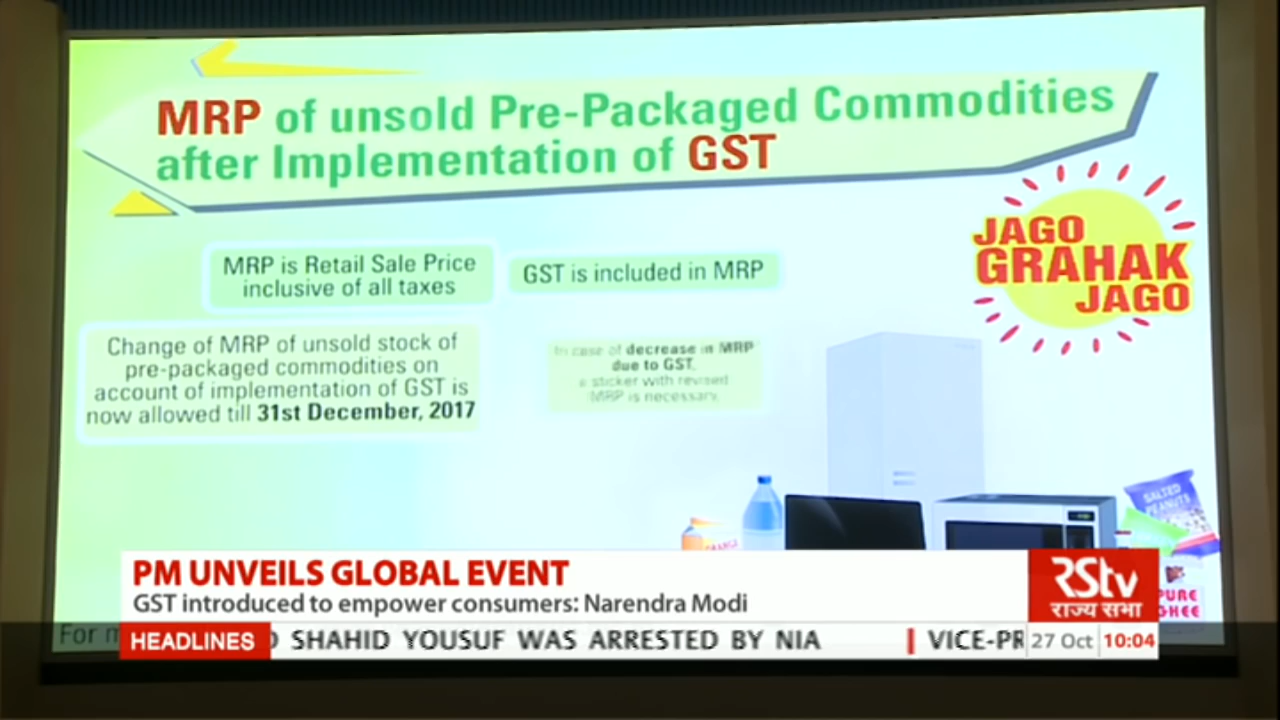 MRP of unsold Pre-Packaged Commodities
after Implementation of GST
JAGO
GRAHAK
JAGO
MRP is Retail Sale Price
inclusive of all taxes
GST is included in MRP
Change of MRP of unsold stock of
pre-packaged commodities on
account of implementation of GST is
now allowed till 31st December, 2017
In case of decrease in MRP
due to GST,
a sticker with revised
MRP is necessary.
SALTED
PEANUTS
ORANGE
PURE
GHEE
PM UNVEILS GLOBAL EVENT
GST introduced to empower consumers: Narendra Modi
RStv
राज्य सभा
For m
HEADLINES SHAHID YOUSUF WAS ARRESTED BY NIA | VICE-PR 27 Oct 10:04